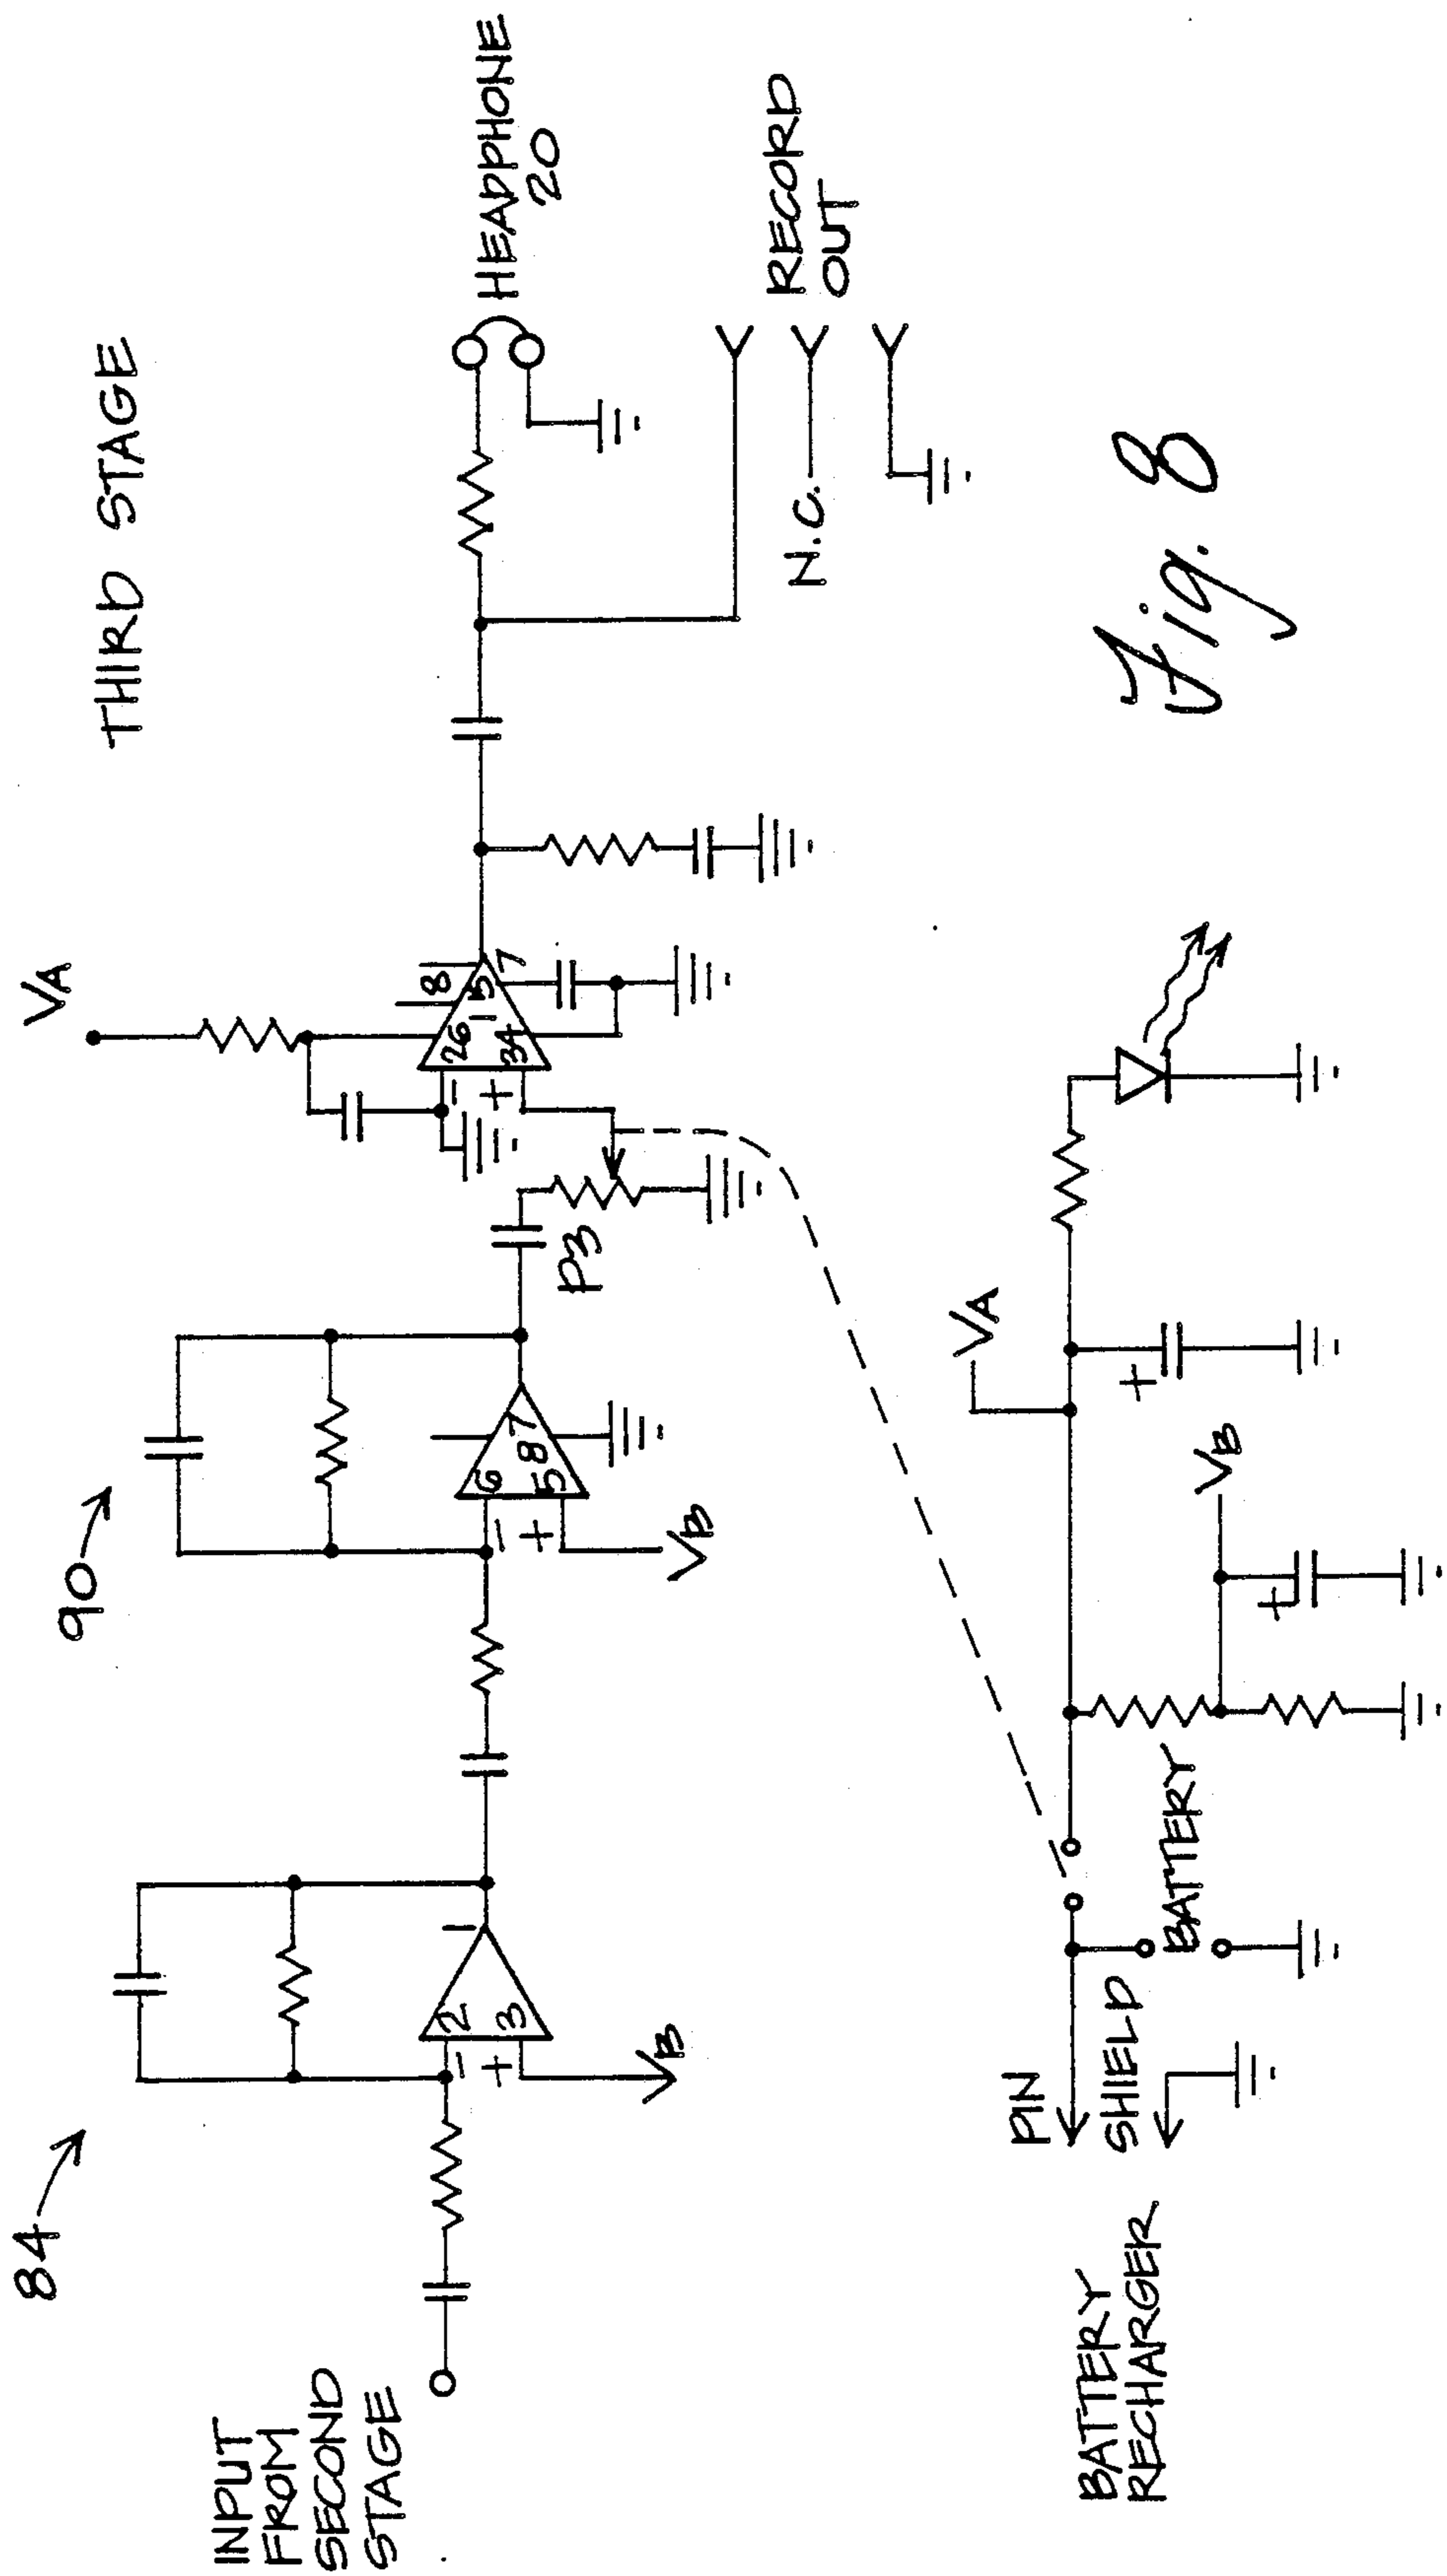 THIRD STAGE
84
90
VA
INPUT
FROM
SECOND
STAGE
2
3
1
-
+
VB
6
5
8
7
-
+
VB
P3
2 6
3 4
1
5
8
7
-
+
HEADPHONE
20
RECORD
OUT
N.C.
BATTERY
RECHARGER
PIN
SHIELD
BATTERY
VA
+
VB
+
Fig. 8